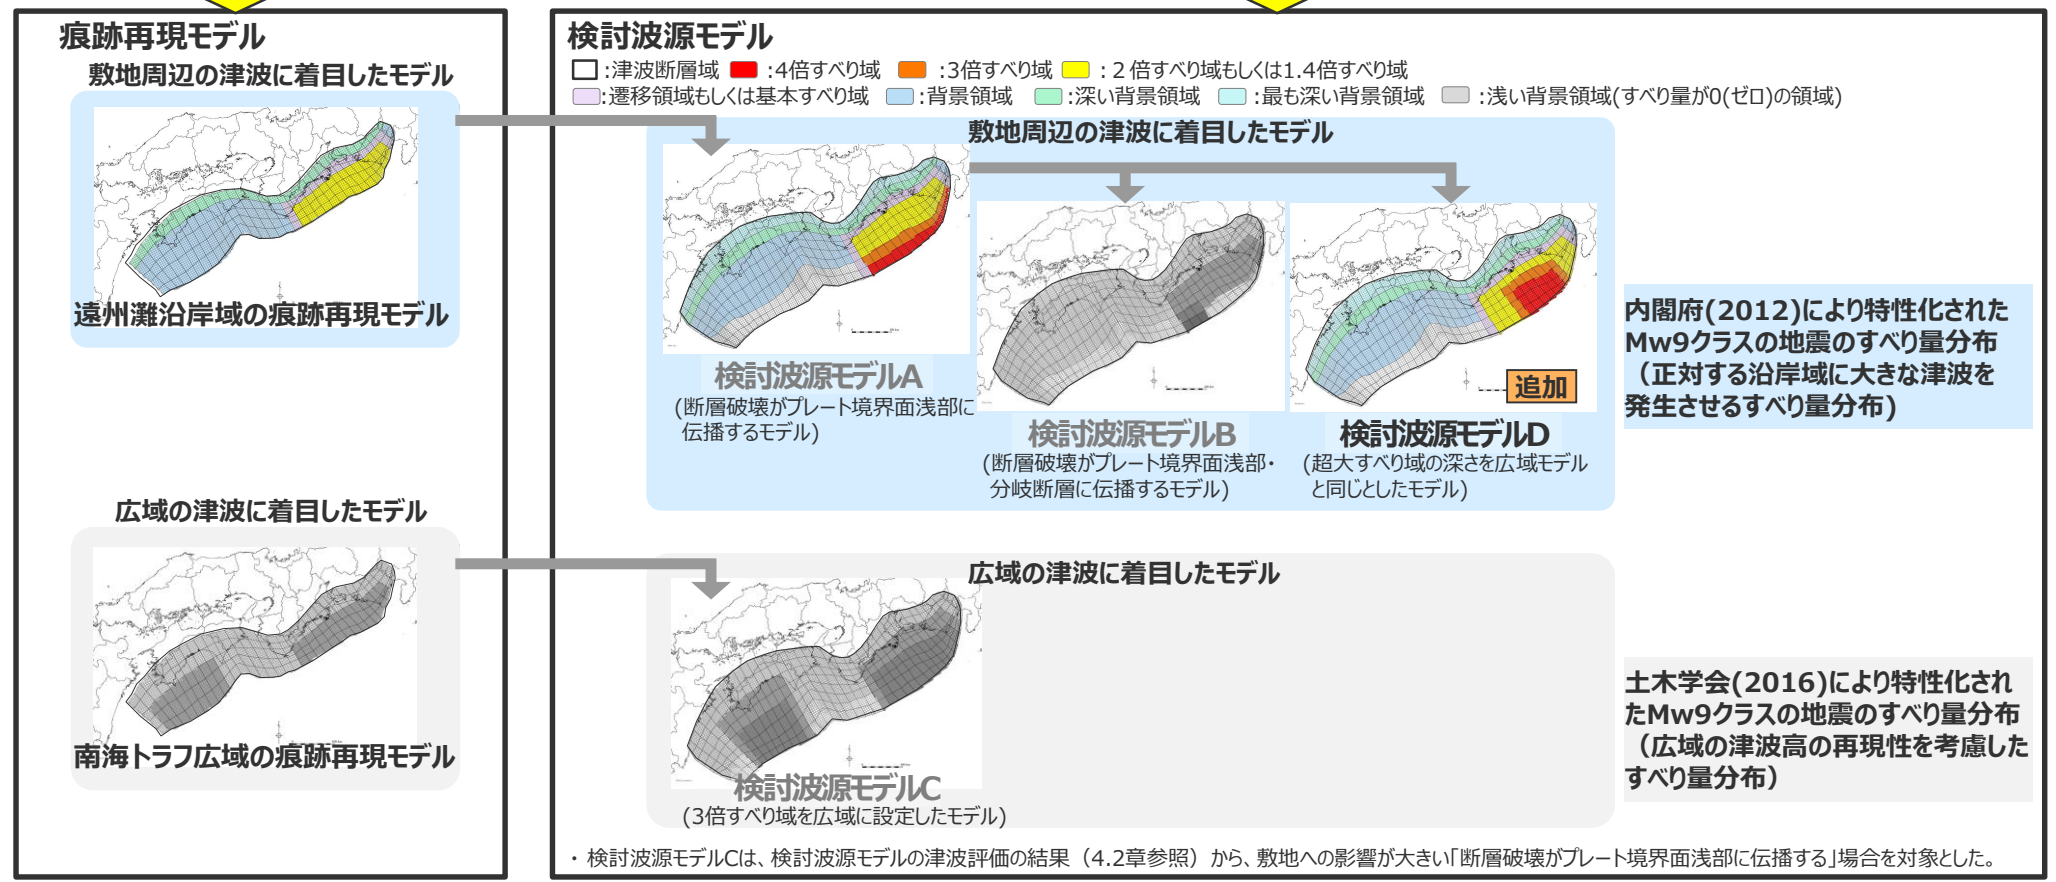 痕跡再現モデル
敷地周辺の津波に着目したモデル
遠州灘沿岸域の痕跡再現モデル
広域の津波に着目したモデル
南海トラフ広域の痕跡再現モデル
検討波源モデル
:津波断層域 :4倍すべり域 :3倍すべり域 :２倍すべり域もしくは1.4倍すべり域
:遷移領域もしくは基本すべり域 :背景領域 :深い背景領域 :最も深い背景領域 :浅い背景領域(すべり量が0(ゼロ)の領域)
敷地周辺の津波に着目したモデル
検討波源モデルA
(断層破壊がプレート境界面浅部に
伝播するモデル)
検討波源モデルB
(断層破壊がプレート境界面浅部・
分岐断層に伝播するモデル)
追加
検討波源モデルD
(超大すべり域の深さを広域モデル
と同じとしたモデル)
内閣府(2012)により特性化された
Mw9クラスの地震のすべり量分布
（正対する沿岸域に大きな津波を
発生させるすべり量分布)
広域の津波に着目したモデル
検討波源モデルC
(3倍すべり域を広域に設定したモデル)
土木学会(2016)により特性化され
たMw9クラスの地震のすべり量分布
（広域の津波高の再現性を考慮した
すべり量分布）
・検討波源モデルCは、検討波源モデルの津波評価の結果（4.2章参照）から、敷地への影響が大きい｢断層破壊がプレート境界面浅部に伝播する｣場合を対象とした。